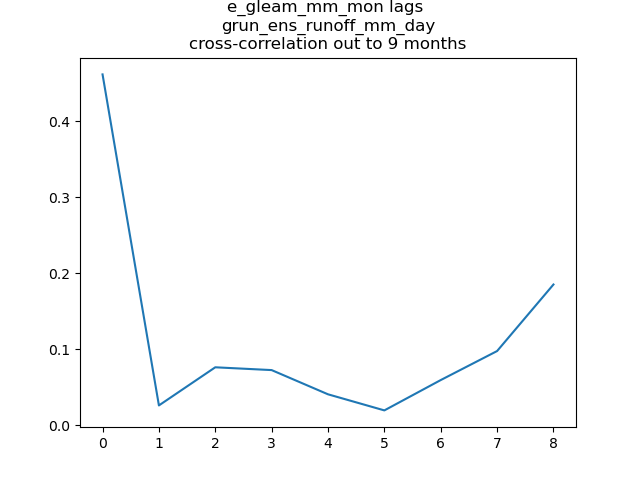 e_gleam_mm_mon lags
grun_ens_runoff_mm_day
cross-correlation out to 9 months
0.4
0.3
0.2
0.1
0.0
0 1 2 3 4 5 6 7 8